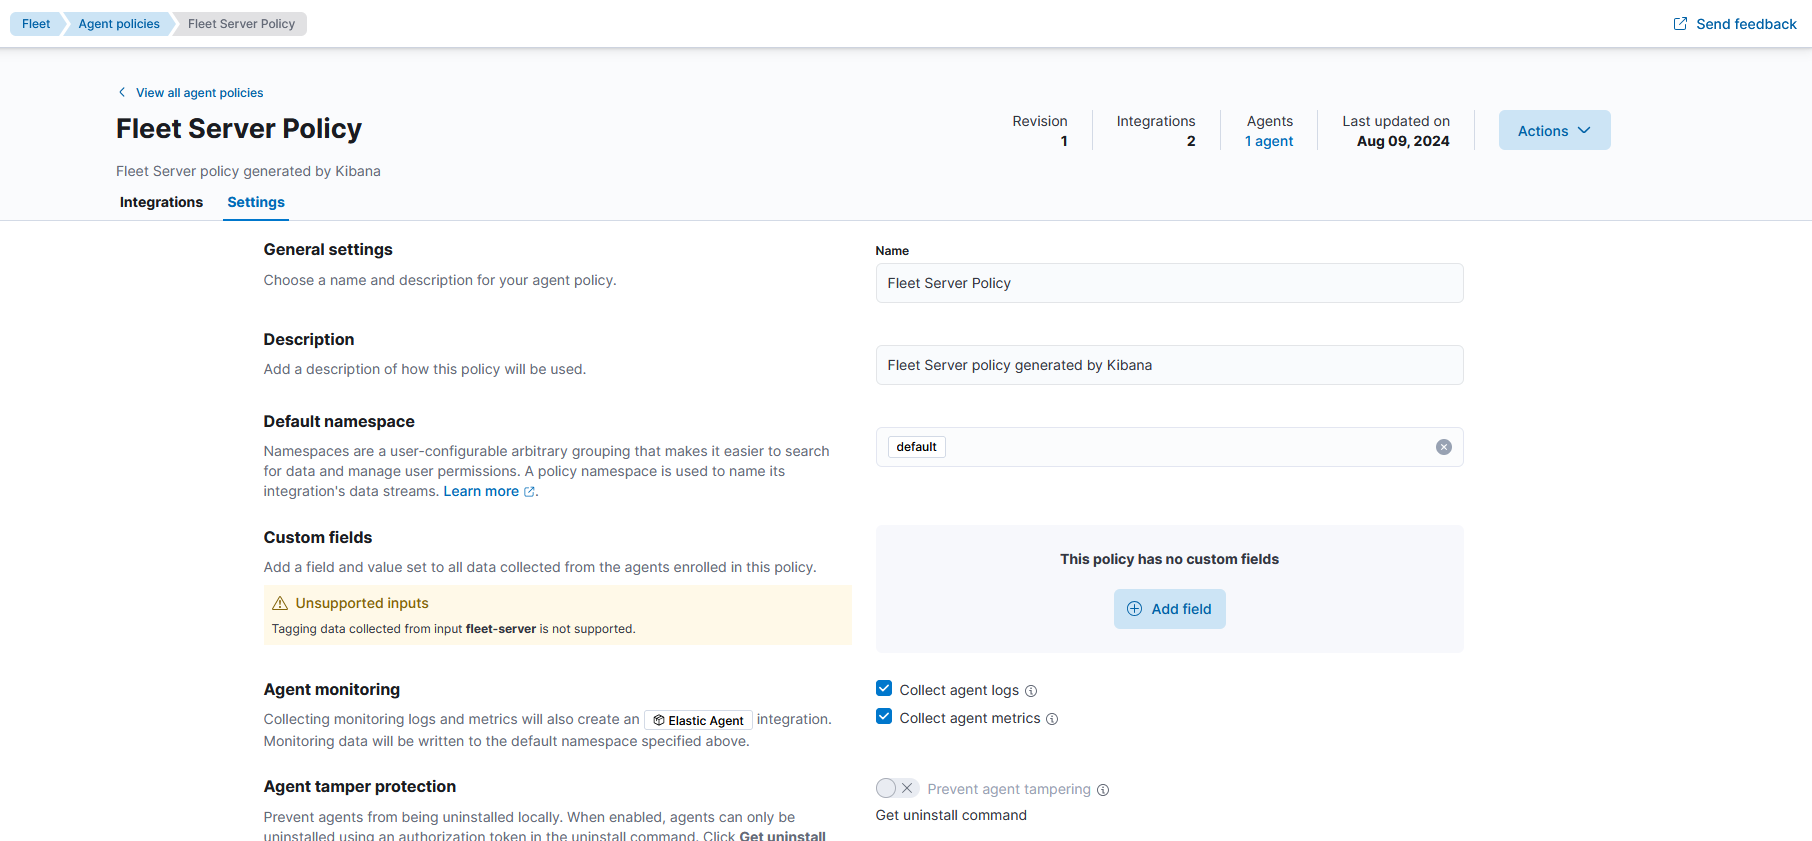 Fleet
Agent policies
Fleet Server Policy
Send feedback
View all agent policies
Fleet Server Policy
Fleet Server policy generated by Kibana
Revision
1
Integrations
2
Agents
1 agent
Last updated on
Aug 09, 2024
Actions
Integrations
Settings
General settings
Choose a name and description for your agent policy.
Name
Fleet Server Policy
Description
Add a description of how this policy will be used.
Fleet Server policy generated by Kibana
Default namespace
Namespaces are a user-configurable arbitrary grouping that makes it easier to search
for data and manage user permissions. A policy namespace is used to name its
integration's data streams. Learn more.
default
Custom fields
Add a field and value set to all data collected from the agents enrolled in this policy.
Unsupported inputs
Tagging data collected from input fleet-server is not supported.
This policy has no custom fields
Add field
Agent monitoring
Collecting monitoring logs and metrics will also create an Elastic Agent integration.
Monitoring data will be written to the default namespace specified above.
Collect agent logs
Collect agent metrics
Agent tamper protection
Prevent agents from being uninstalled locally. When enabled, agents can only be
uninstalled using an authorization token in the uninstall command. Click Get uninstall
Prevent agent tampering
Get uninstall command